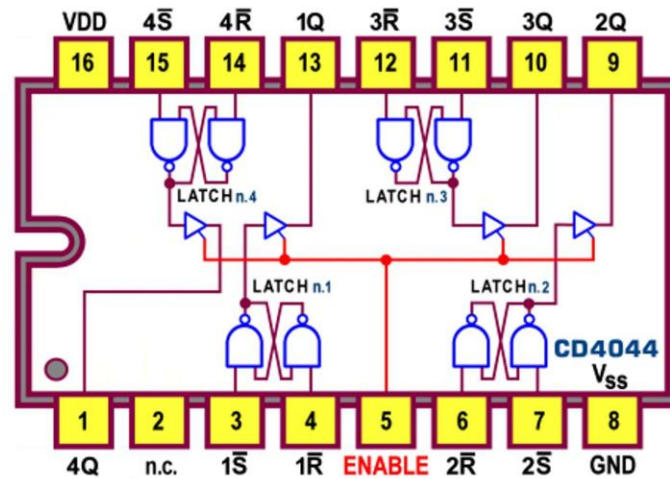 VDD 4S̅ 4R̅ 1Q 3R̅ 3S̅ 3Q 2Q
16 15 14 13 12 11 10 9
LATCH n.4 LATCH n.3
LATCH n.1 LATCH n.2
CD4044
VSS
1 2 3 4 5 6 7 8
4Q n.c. 1S̅ 1R̅ ENABLE 2R̅ 2S̅ GND